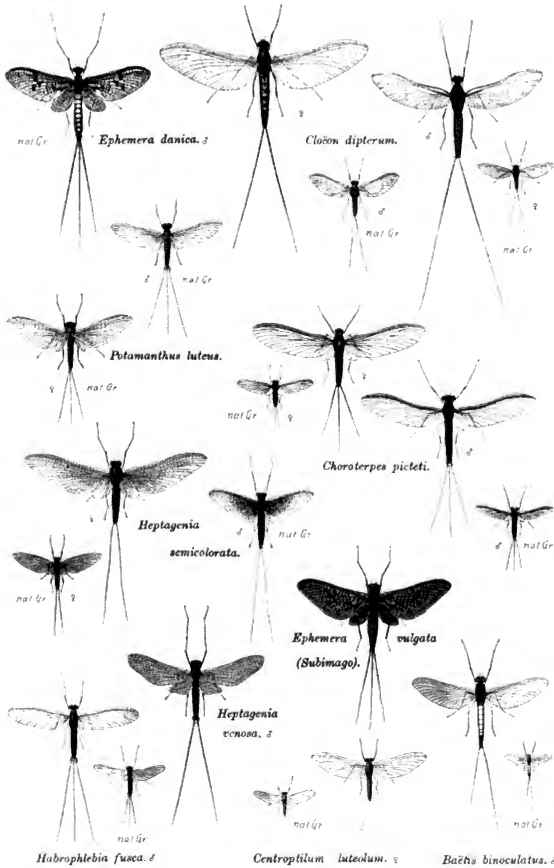 nat Gr
Ephemera danica. ♂
♀
Cloëon dipterum.
♂
♀
♂
nat Gr
nat Gr
♂ nat Gr
Potamanthus luteus.
♀ nat Gr
♀
nat Gr ♀
Choroterpes picteti.
♂
♂ nat Gr
♀
Heptagenia
semicolorata.
♂ nat Gr
nat Gr ♀
Ephemera vulgata
(Subimago).
Heptagenia
venosa. ♂
nat Gr
nat Gr
nat Gr
Habrophlebia fusca. ♂
Centroptilum luteolum. ♀
Baëtis binoculatus. ♂